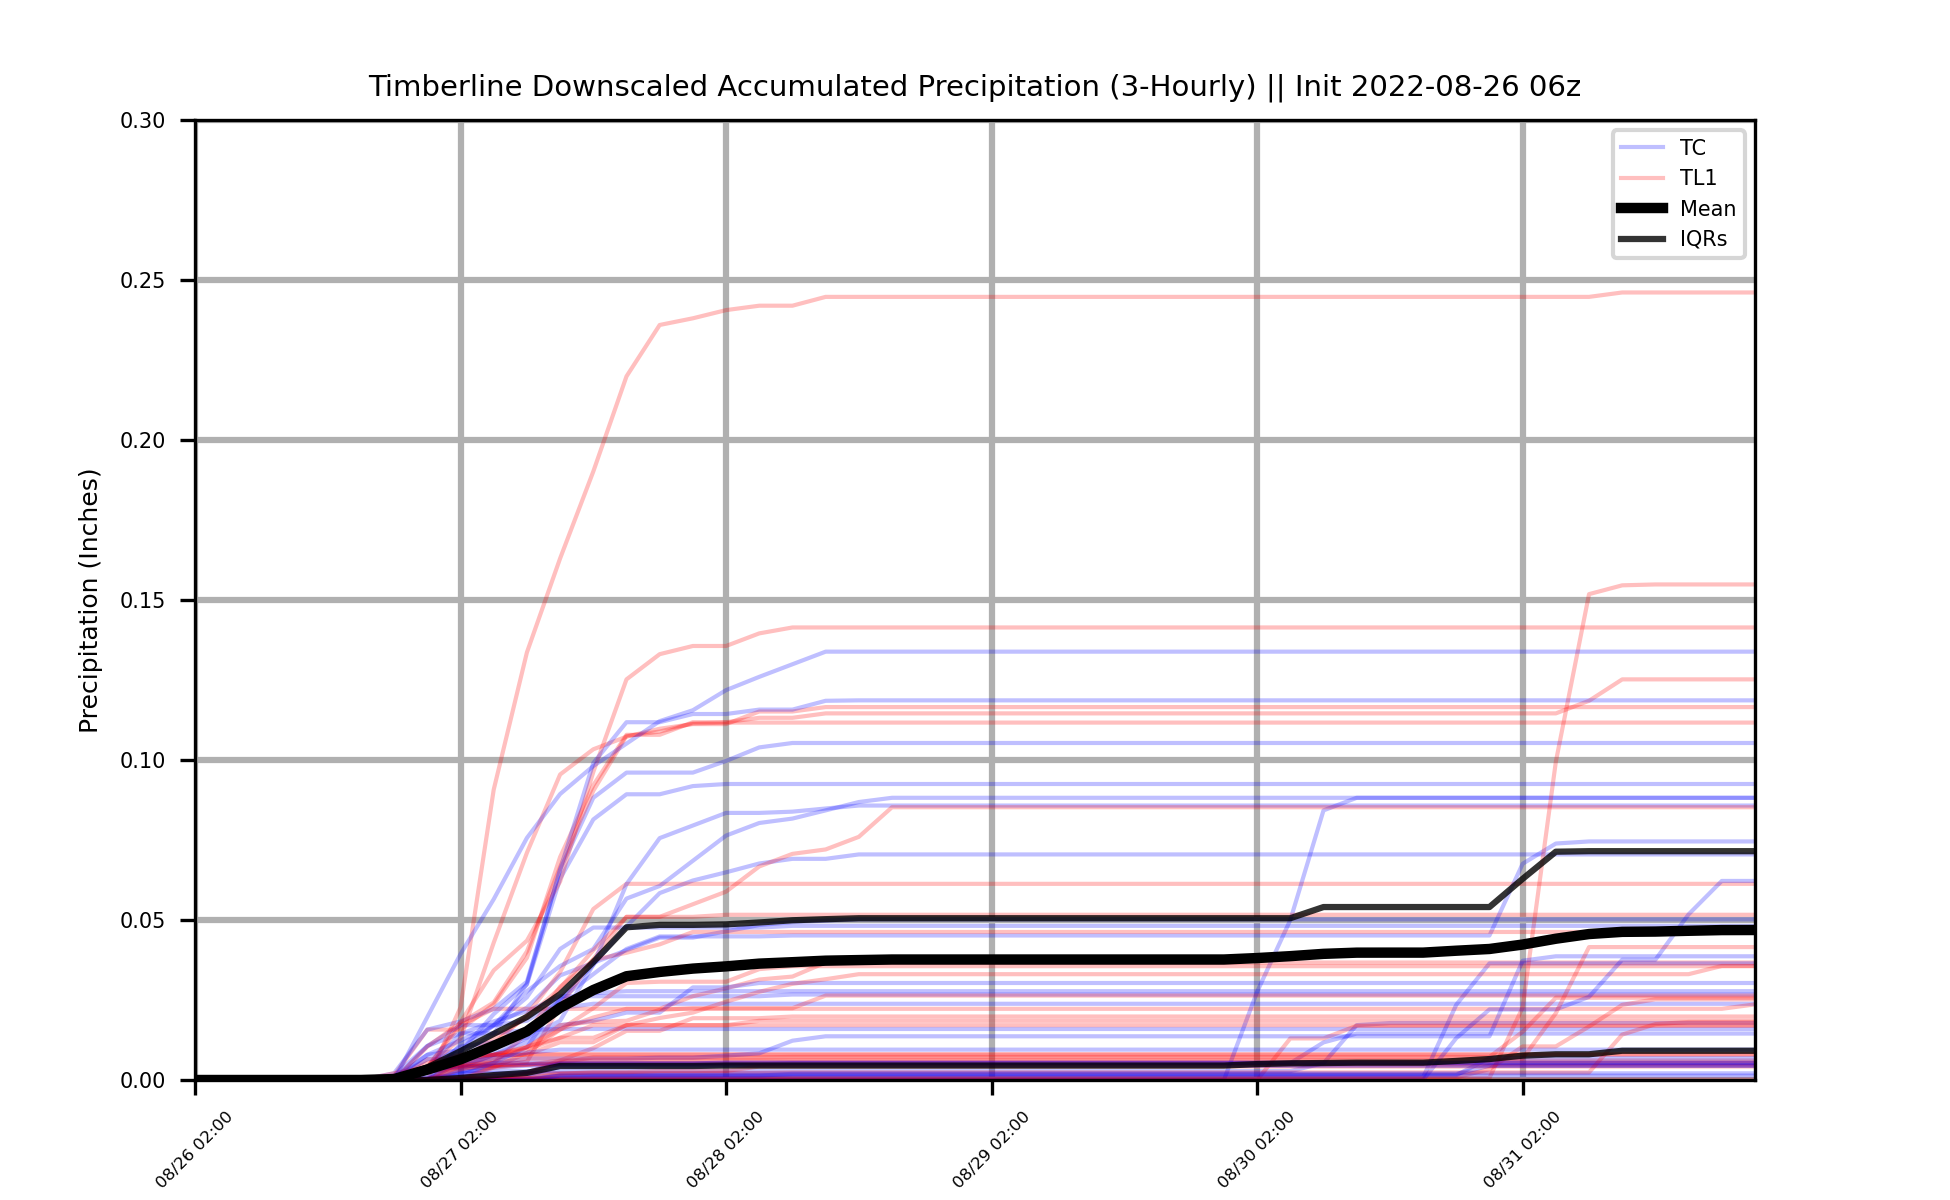 Timberline Downscaled Accumulated Precipitation (3-Hourly) || Init 2022-08-26 06z
TC
TL1
Mean
IQRs
Precipitation (Inches)
0.30
0.25
0.20
0.15
0.10
0.05
0.00
08/26 02:00
08/27 02:00
08/28 02:00
08/29 02:00
08/30 02:00
08/31 02:00